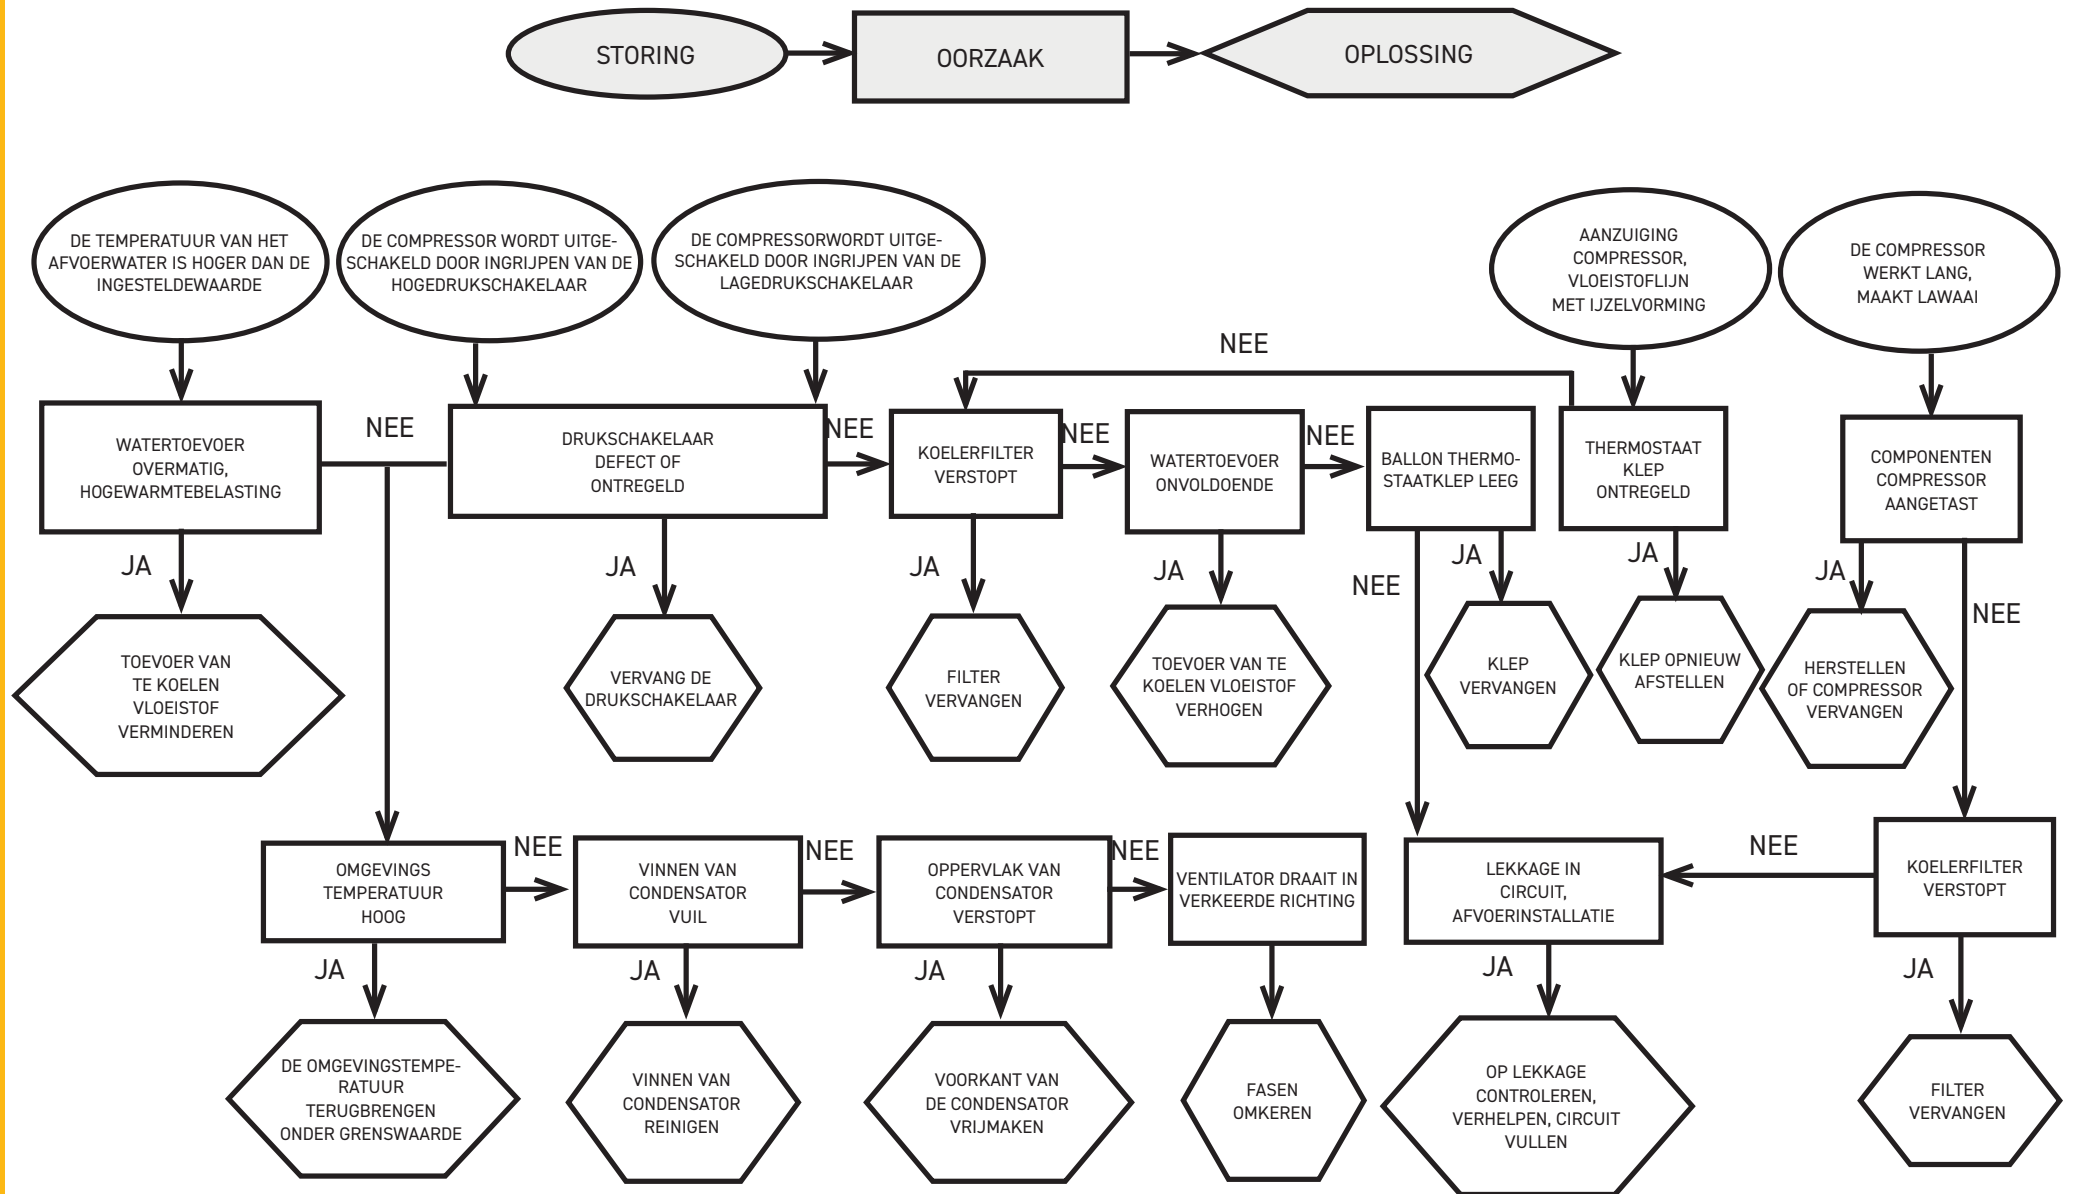 STORING
OORZAAK
OPLOSSING
DE TEMPERATUUR VAN HET
AFVOERWATER IS HOGER DAN DE
INGESTELDEWAARDE
DE COMPRESSOR WORDT UITGE-
SCHAKELD DOOR INGRIJPEN VAN DE
HOGEDRUKSCHAKELAAR
DE COMPRESSORWORDT UITGE-
SCHAKELD DOOR INGRIJPEN VAN DE
LAGEDRUKSCHAKELAAR
AANZUIGING
COMPRESSOR,
VLOEISTOFLIJN
MET IJZELVORMING
DE COMPRESSOR
WERKT LANG,
MAAKT LAWAAI
NEE
WATERTOEVOER
OVERMATIG,
HOGEWARMTEBELASTING
NEE
DRUKSCHAKELAAR
DEFECT OF
ONTREGELD
NEE
KOELERFILTER
VERSTOPT
NEE
WATERTOEVOER
ONVOLDOENDE
NEE
BALLON THERMO-
STAATKLEP LEEG
THERMOSTAAT
KLEP
ONTREGELD
COMPONENTEN
COMPRESSOR
AANGETAST
JA
JA
JA
JA
NEE
JA
JA
JA
NEE
TOEVOER VAN
TE KOELEN
VLOEISTOF
VERMINDEREN
VERVANG DE
DRUKSCHAKELAAR
FILTER
VERVANGEN
TOEVOER VAN TE
KOELEN VLOEISTOF
VERHOGEN
KLEP
VERVANGEN
KLEP OPNIEUW
AFSTELLEN
HERSTELLEN
OF COMPRESSOR
VERVANGEN
OMGEVINGS
TEMPERATUUR
HOOG
NEE
VINNEN VAN
CONDENSATOR
VUIL
NEE
OPPERVLAK VAN
CONDENSATOR
VERSTOPT
NEE
VENTILATOR DRAAIT IN
VERKEERDE RICHTING
LEKKAGE IN
CIRCUIT,
AFVOERINSTALLATIE
NEE
KOELERFILTER
VERSTOPT
JA
JA
JA
JA
JA
DE OMGEVINGSTEMPE-
RATUUR
TERUGBRENGEN
ONDER GRENSWAARDE
VINNEN VAN
CONDENSATOR
REINIGEN
VOORKANT VAN
DE CONDENSATOR
VRIJMAKEN
FASEN
OMKEREN
OP LEKKAGE
CONTROLEREN,
VERHELPEN, CIRCUIT
VULLEN
FILTER
VERVANGEN